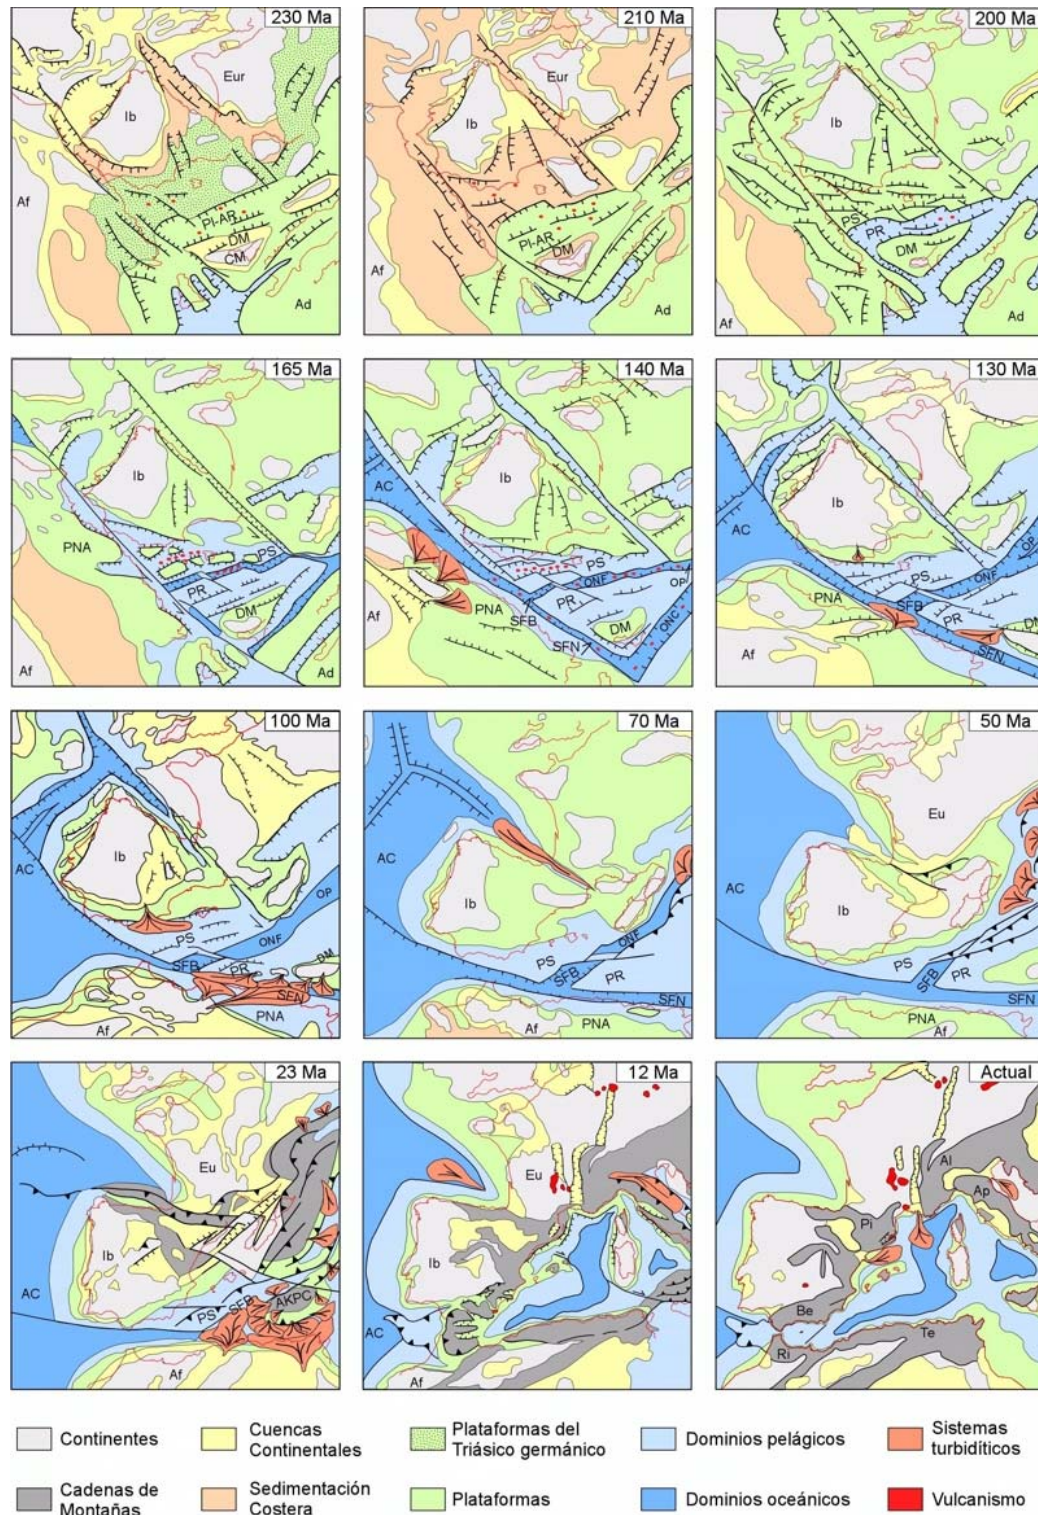 230 Ma
Eur
Ib
Af
PI-AR
DM
CM
Ad
210 Ma
Eur
Ib
PI-AR
DM
Af
Ad
200 Ma
Ib
PS
PR
DM
Af
Ad
165 Ma
Ib
PNA
PS
PR
DM
Af
Ad
140 Ma
AC
Ib
PS
ONF
OP
PR
PNA
SFB
DM
ONC
SFN
Af
130 Ma
Ib
AC
OP
PS
ONF
PNA
SFB
PR
DM
Af
SFN
100 Ma
Ib
AC
OP
PS
ONF
SFB
PR
DM
SFN
PNA
Af
70 Ma
AC
Ib
ONF
PS
SFB
PR
SFN
PNA
Af
50 Ma
Eu
AC
Ib
PS
SFB
PR
SFN
PNA
Af
23 Ma
Eu
Ib
AC
PS
SFB
AKPC
Af
12 Ma
Eu
Ib
AC
Af
Actual
Al
Ap
Pi
Be
Te
Ri
Continentes
Cuencas
Continentales
Plataformas del
Triásico germánico
Dominios pelágicos
Sistemas
turbidíticos
Cadenas de
Montañas
Sedimentación
Costera
Plataformas
Dominios oceánicos
Vulcanismo